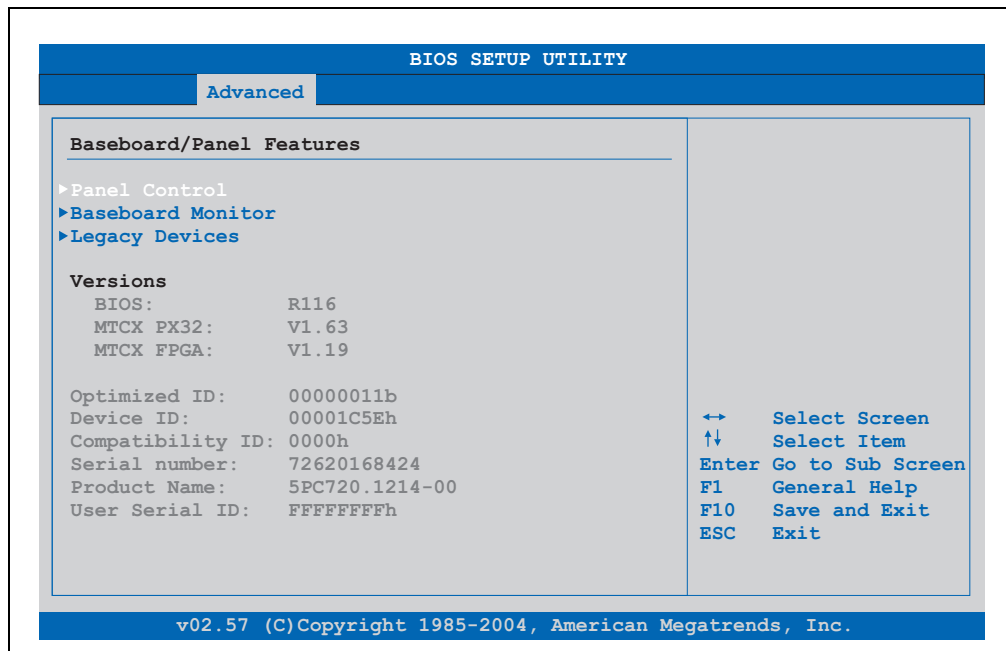 BIOS SETUP UTILITY
Advanced
Baseboard/Panel Features
▶Panel Control
▶Baseboard Monitor
▶Legacy Devices
Versions
BIOS: R116
MTCX PX32: V1.63
MTCX FPGA: V1.19
Optimized ID: 00000011b
Device ID: 00001C5Eh
Compatibility ID: 0000h
Serial number: 72620168424
Product Name: 5PC720.1214-00
User Serial ID: FFFFFFFFh
↔ Select Screen
↑↓ Select Item
Enter Go to Sub Screen
F1 General Help
F10 Save and Exit
ESC Exit
v02.57 (C)Copyright 1985-2004, American Megatrends, Inc.